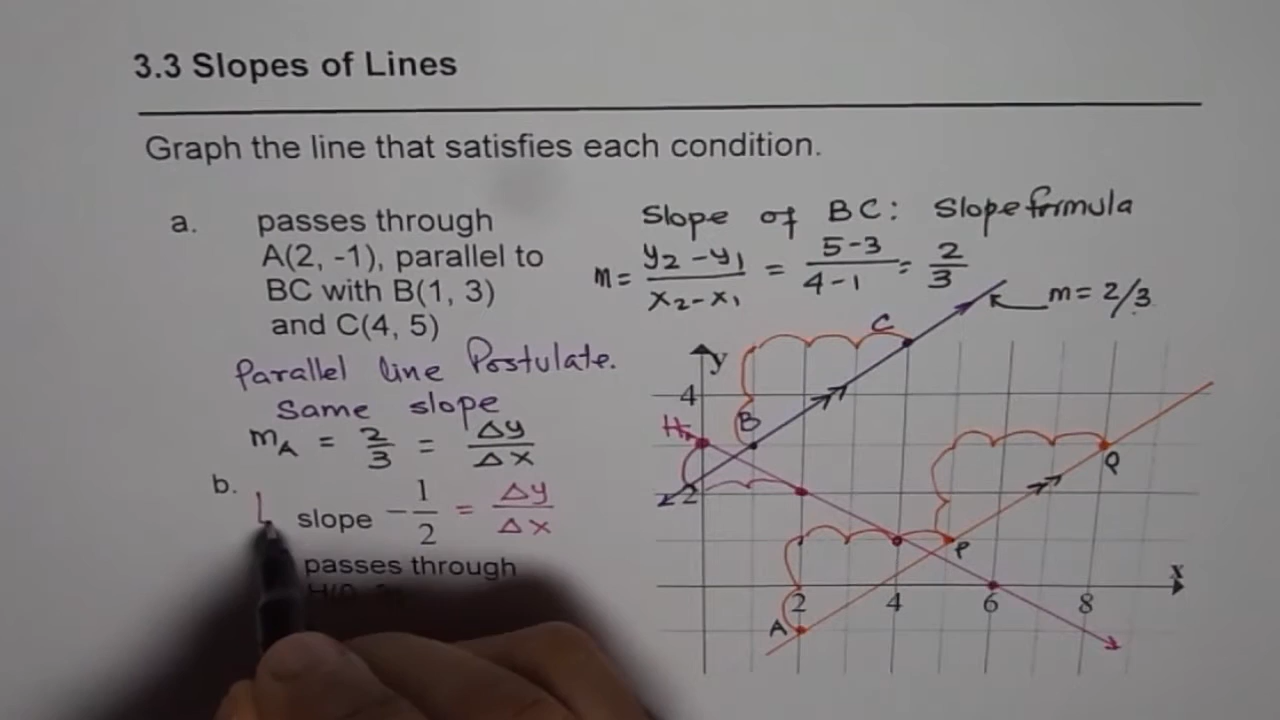 3.3 Slopes of Lines
Graph the line that satisfies each condition.
a. passes through
A(2, -1), parallel to
BC with B(1, 3)
and C(4, 5)
Parallel line Postulate.
Same slope
mA = 2/3 = Δy/Δx
b.
slope -1/2 = Δy/Δx
passes through
Slope of BC: Slope formula
m = y2-y1/x2-x1 = 5-3/4-1 = 2/3
m = 2/3
C
y
4
H
B
2
Q
P
x
2 4 6 8
A